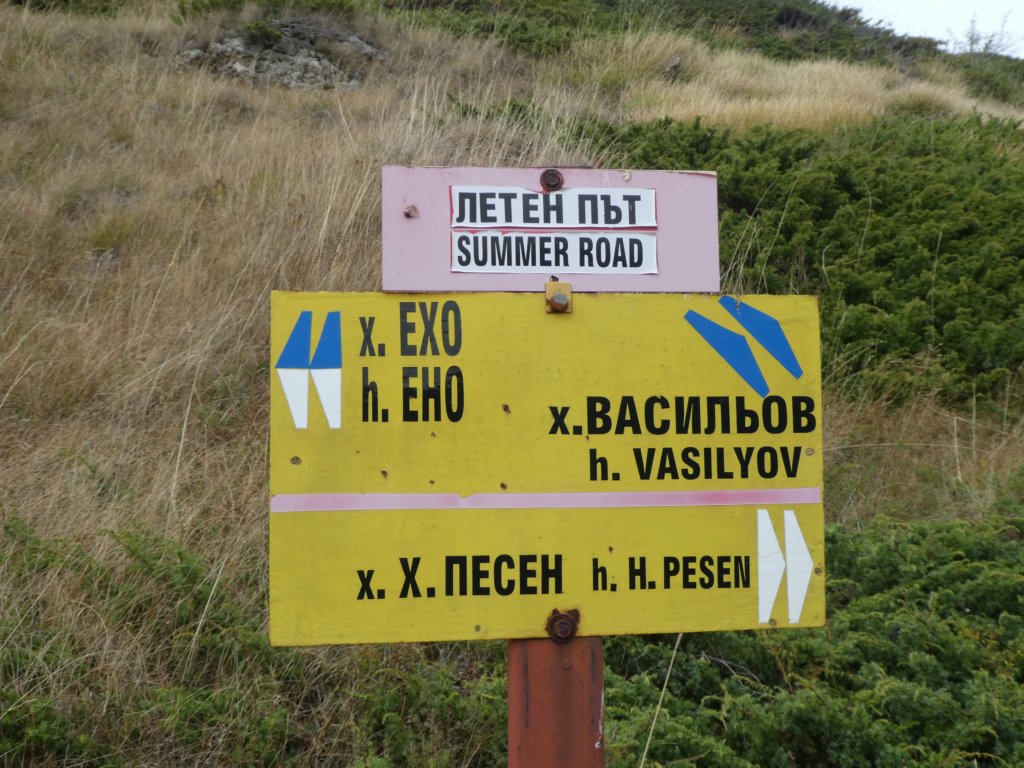 ЛЕТЕН ПЪТ
SUMMER ROAD
х. ЕХО
h. EHO
х.ВАСИЛЬОВ
h. VASILYOV
х. Х.ПЕСЕН h. H. PESEN